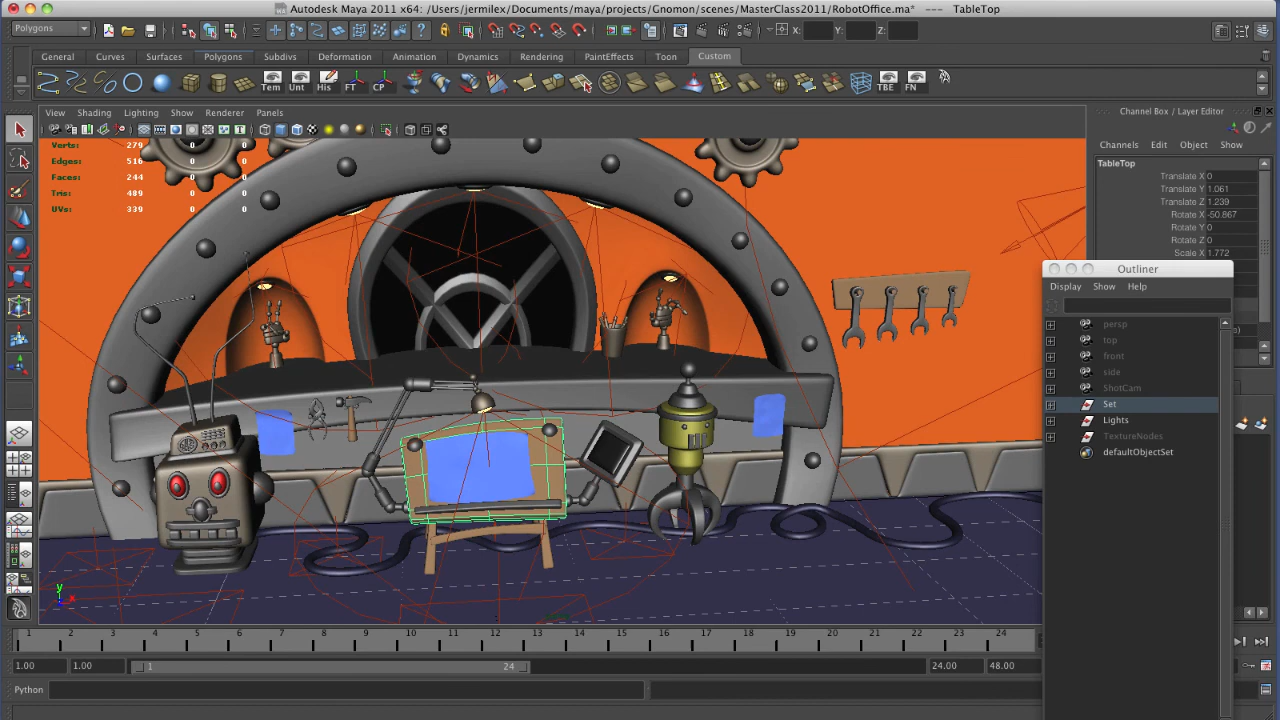 Autodesk Maya 2011 x64: /Users/jermilex/Documents/maya/projects/Gnomon/scenes/MasterClass2011/RobotOffice.ma* --- TableTop
Polygons X: Y: Z:
General Curves Surfaces Polygons Subdivs Deformation Animation Dynamics Rendering PaintEffects Toon Custom
Tem Unt His FT CP TBE FN
View Shading Lighting Show Renderer Panels
Channel Box / Layer Editor
Channels Edit Object Show
Verts: 279 0 0
Edges: 516 0 0
Faces: 244 0 0
Tris: 489 0 0
UVs: 339 0 0
TableTop
Translate X 0
Translate Y 1.061
Translate Z 1.239
Rotate X -50.867
Rotate Y 0
Rotate Z 0
Scale X 1.772
Outliner
Display Show Help
persp
top
front
side
ShotCam
Set
Lights
TextureNodes
defaultObjectSet
y
x
1 2 3 4 5 6 7 8 9 10 11 12 13 14 15 16 17 18 19 20 21 22 23 24
1.00 1.00 1 24 24.00 48.00
Python